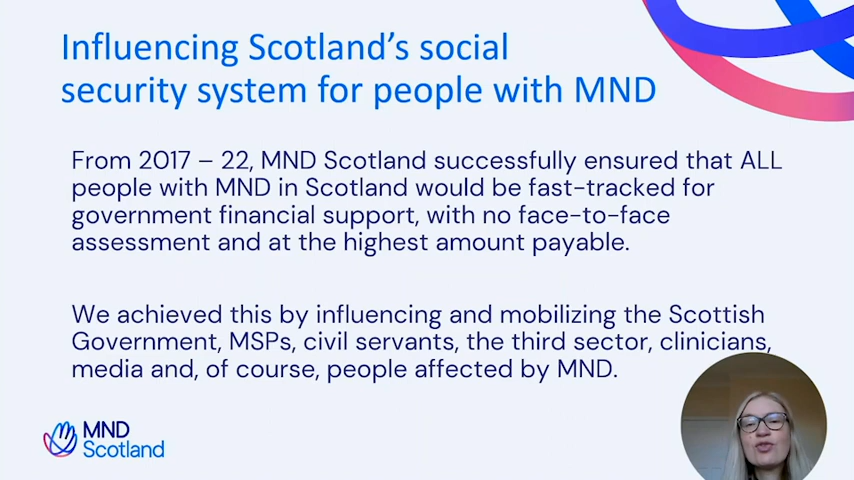 Influencing Scotland's social
security system for people with MND
From 2017 – 22, MND Scotland successfully ensured that ALL
people with MND in Scotland would be fast-tracked for
government financial support, with no face-to-face
assessment and at the highest amount payable.
We achieved this by influencing and mobilizing the Scottish
Government, MSPs, civil servants, the third sector, clinicians,
media and, of course, people affected by MND.
MND
Scotland